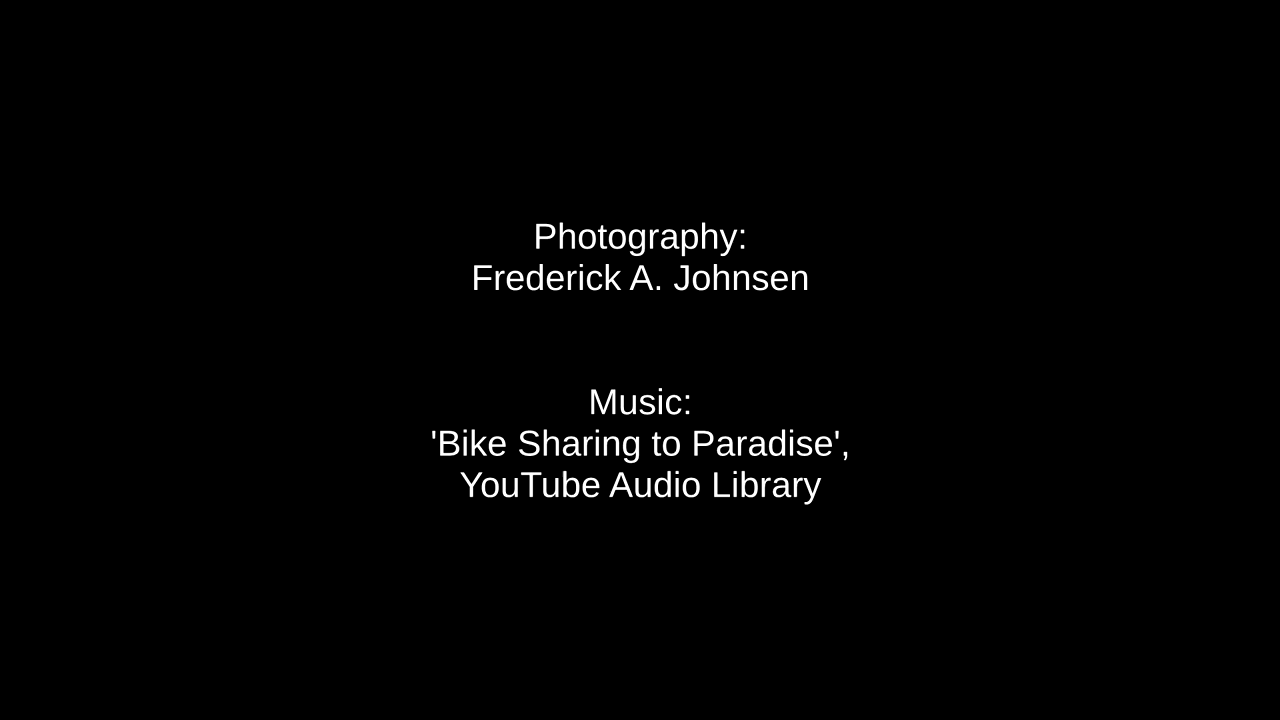 Photography:
Frederick A. Johnsen
Music:
'Bike Sharing to Paradise',
YouTube Audio Library